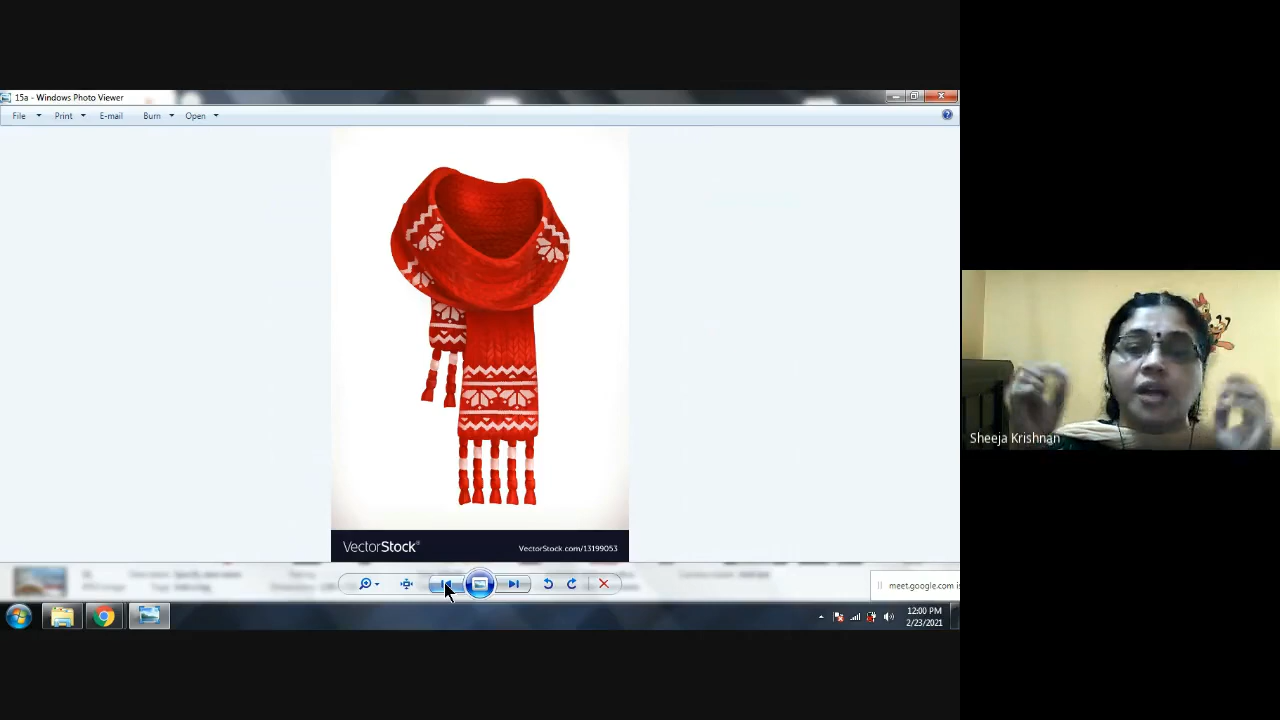 15a - Windows Photo Viewer
File Print E-mail Burn Open
VectorStock® VectorStock.com/13199053
meet.google.com is
12:00 PM
2/23/2021
Sheeja Krishnan